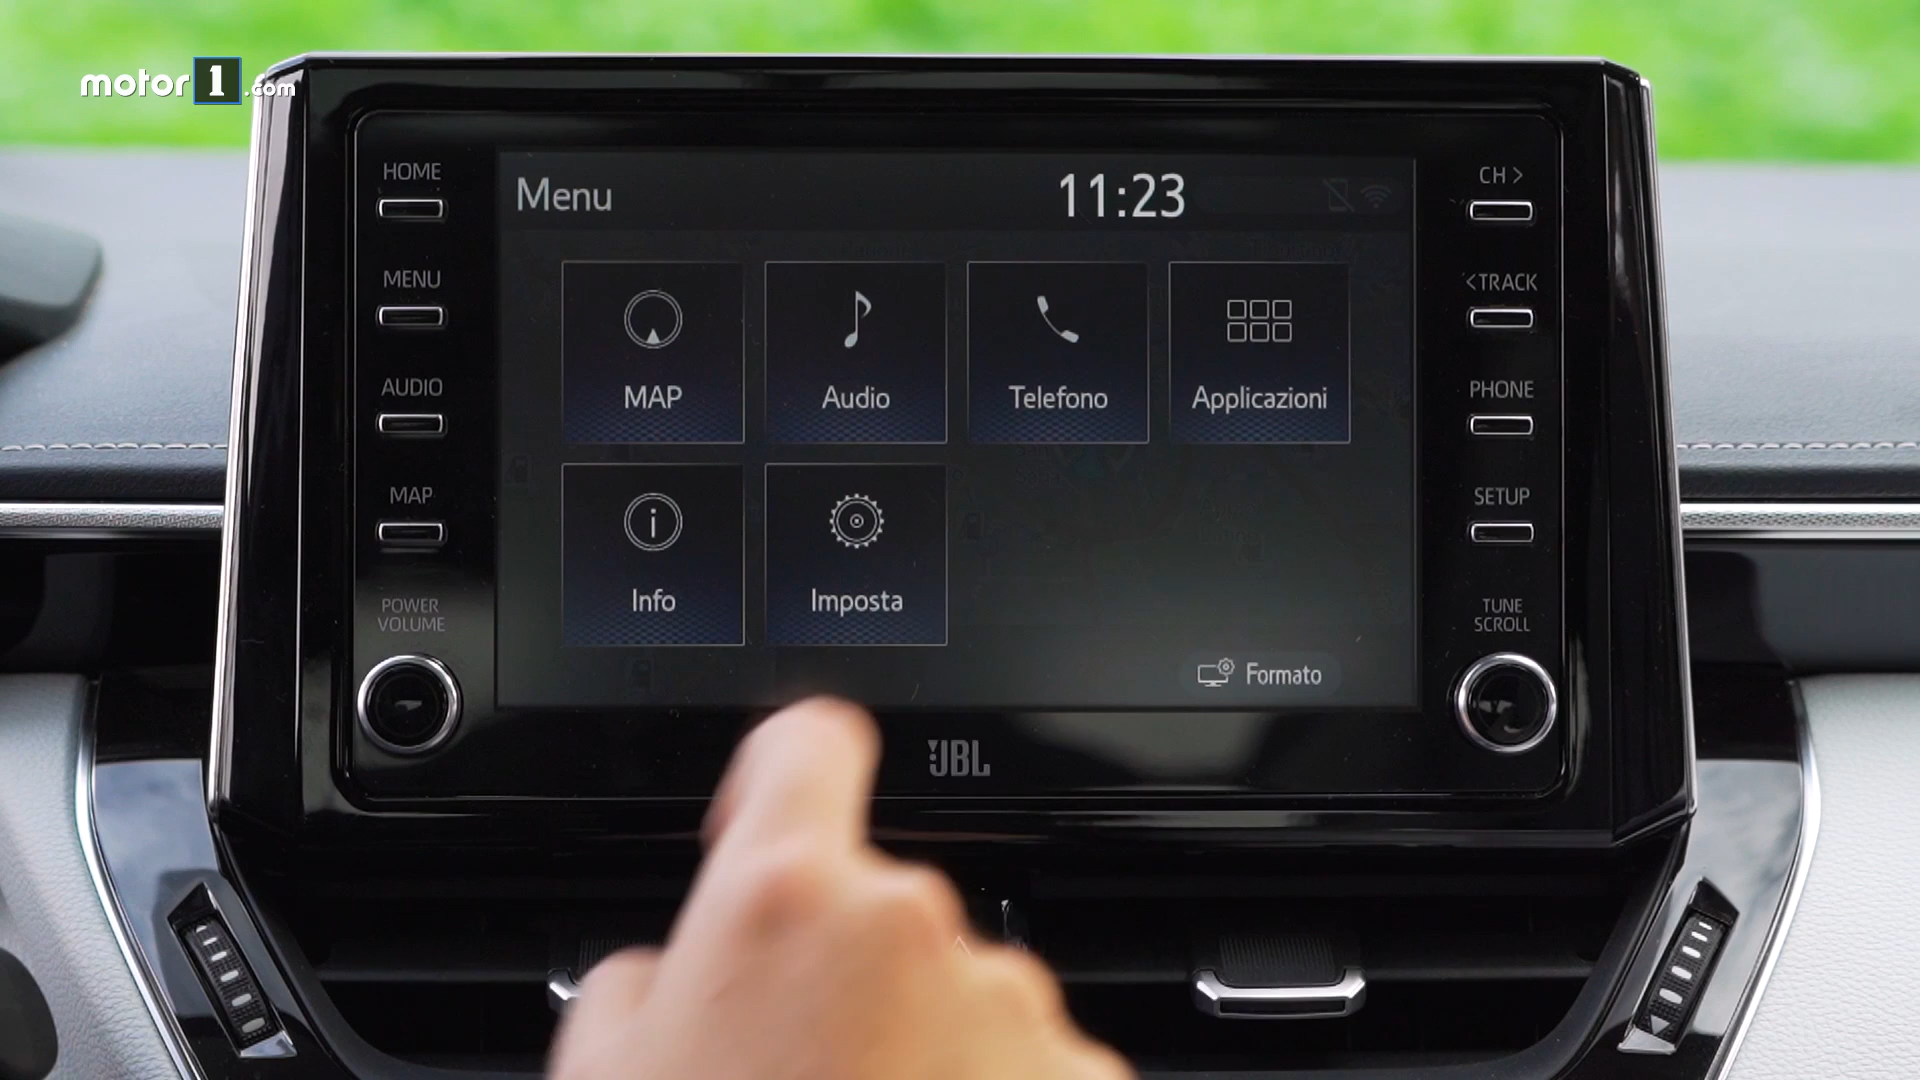 motor1.com
HOME
MENU
AUDIO
MAP
POWER
VOLUME
Menu
11:23
MAP
Audio
Telefono
Applicazioni
Info
Imposta
Formato
JBL
CH >
<TRACK
PHONE
SETUP
TUNE
SCROLL